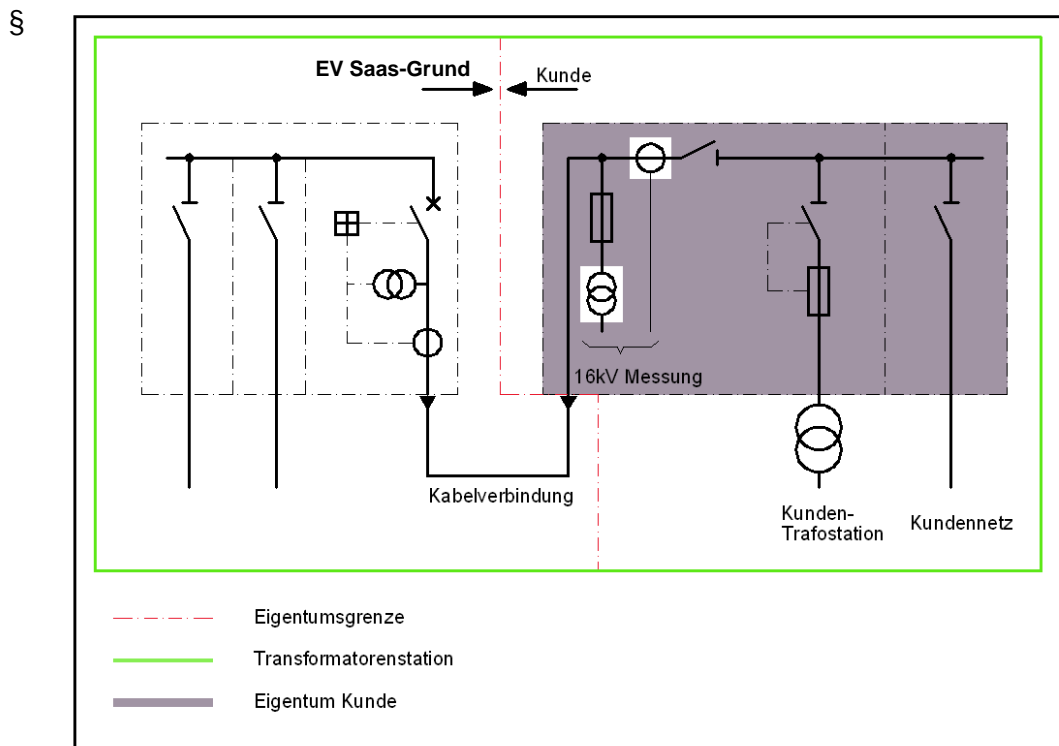 §
EV Saas-Grund
Kunde
16kV Messung
Kabelverbindung
Kunden-
Trafostation
Kundennetz
Eigentumsgrenze
Transformatorenstation
Eigentum Kunde